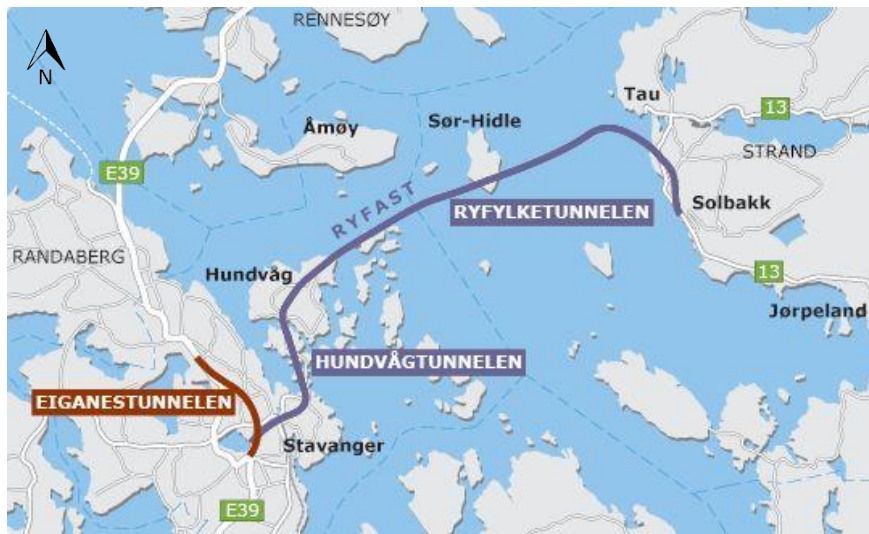 RENNESØY
N
Tau
13
Åmøy
Sør-Hidle
STRAND
E39
RYFAST
Solbakk
RYFYLKETUNNELEN
RANDABERG
Hundvåg
13
Jørpeland
HUNDVÅGTUNNELEN
EIGANESTUNNELEN
Stavanger
E39